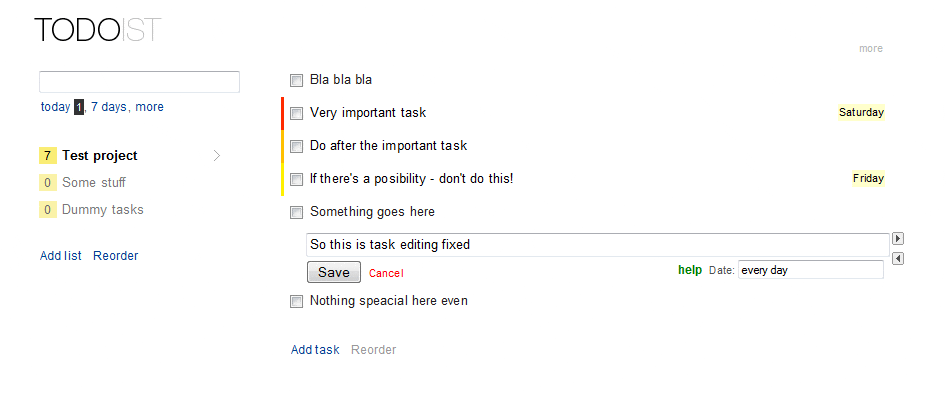 TODOIST
more
today 1, 7 days, more
7 Test project
0 Some stuff
0 Dummy tasks
Add list Reorder
Bla bla bla
Very important task Saturday
Do after the important task
If there's a posibility - don't do this! Friday
Something goes here
So this is task editing fixed
Save Cancel help Date: every day
Nothing speacial here even
Add task Reorder